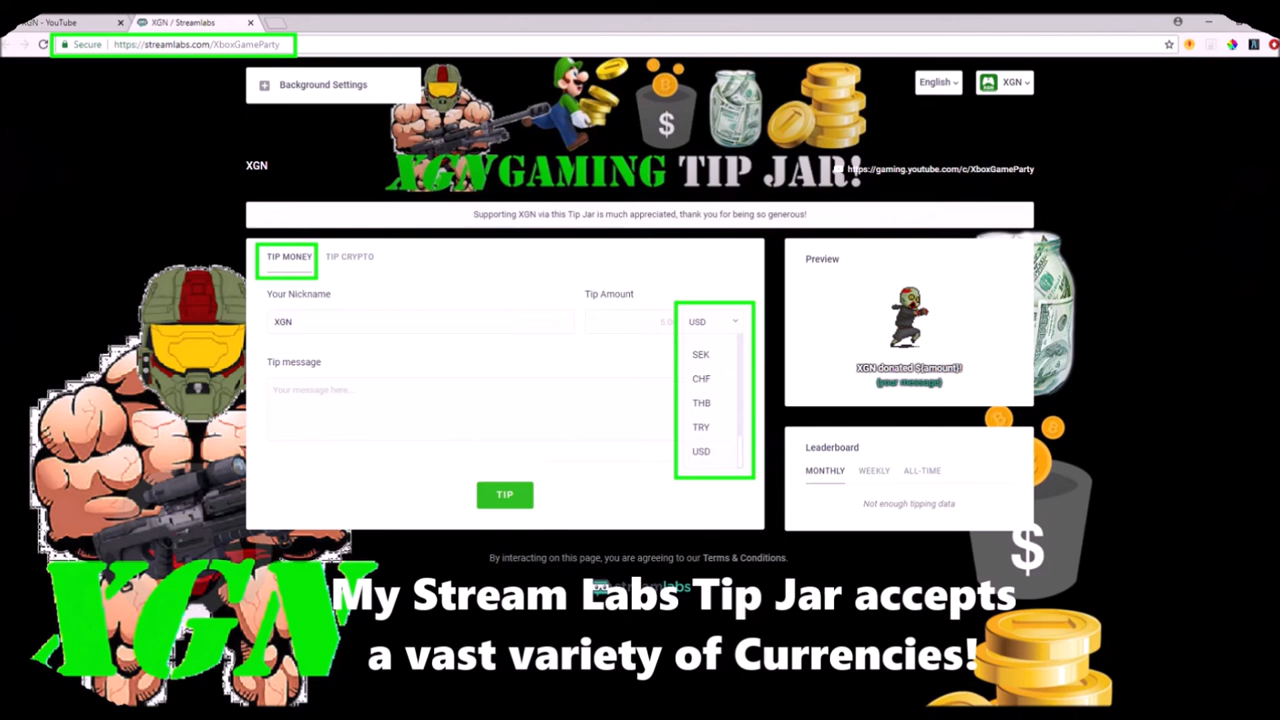 XGN - YouTube
XGN / Streamlabs
Secure
https://streamlabs.com/XboxGameParty
Background Settings
English
XGN
$
XGN
XGN GAMING TIP JAR!
https://gaming.youtube.com/c/XboxGameParty
Supporting XGN via this Tip Jar is much appreciated, thank you for being so generous!
TIP MONEY
TIP CRYPTO
Your Nickname
Tip Amount
XGN
5.0
USD
SEK
CHF
THB
TRY
USD
Tip message
Your message here...
TIP
Preview
XGN donated ${amount}!
{your message}
Leaderboard
MONTHLY
WEEKLY
ALL-TIME
Not enough tipping data
By interacting on this page, you are agreeing to our Terms & Conditions.
streamlabs
$
XGN
My Stream Labs Tip Jar accepts
a vast variety of Currencies!